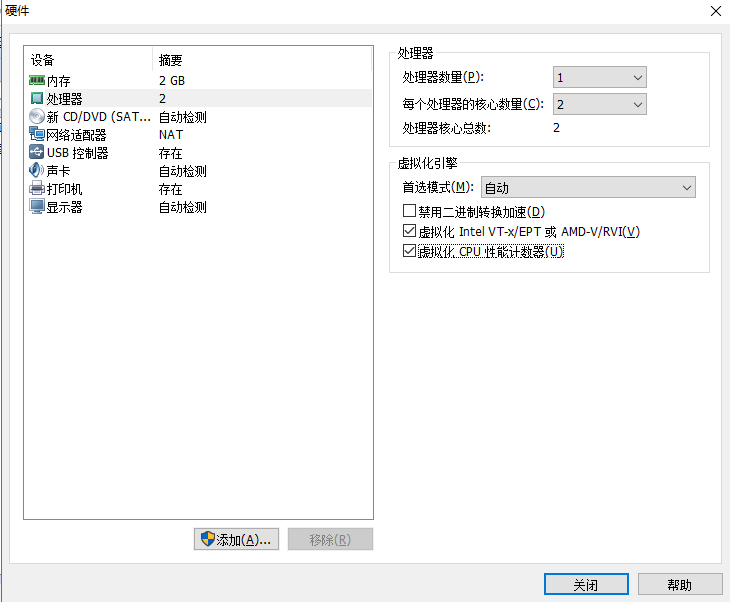 硬件
设备 摘要
内存 2 GB
处理器 2
新 CD/DVD (SAT... 自动检测
网络适配器 NAT
USB 控制器 存在
声卡 自动检测
打印机 存在
显示器 自动检测
添加(A)... 移除(R)
处理器
处理器数量(P): 1
每个处理器的核心数量(C): 2
处理器核心总数: 2
虚拟化引擎
首选模式(M): 自动
禁用二进制转换加速(D)
虚拟化 Intel VT-x/EPT 或 AMD-V/RVI(V)
虚拟化 CPU 性能计数器(U)
关闭 帮助